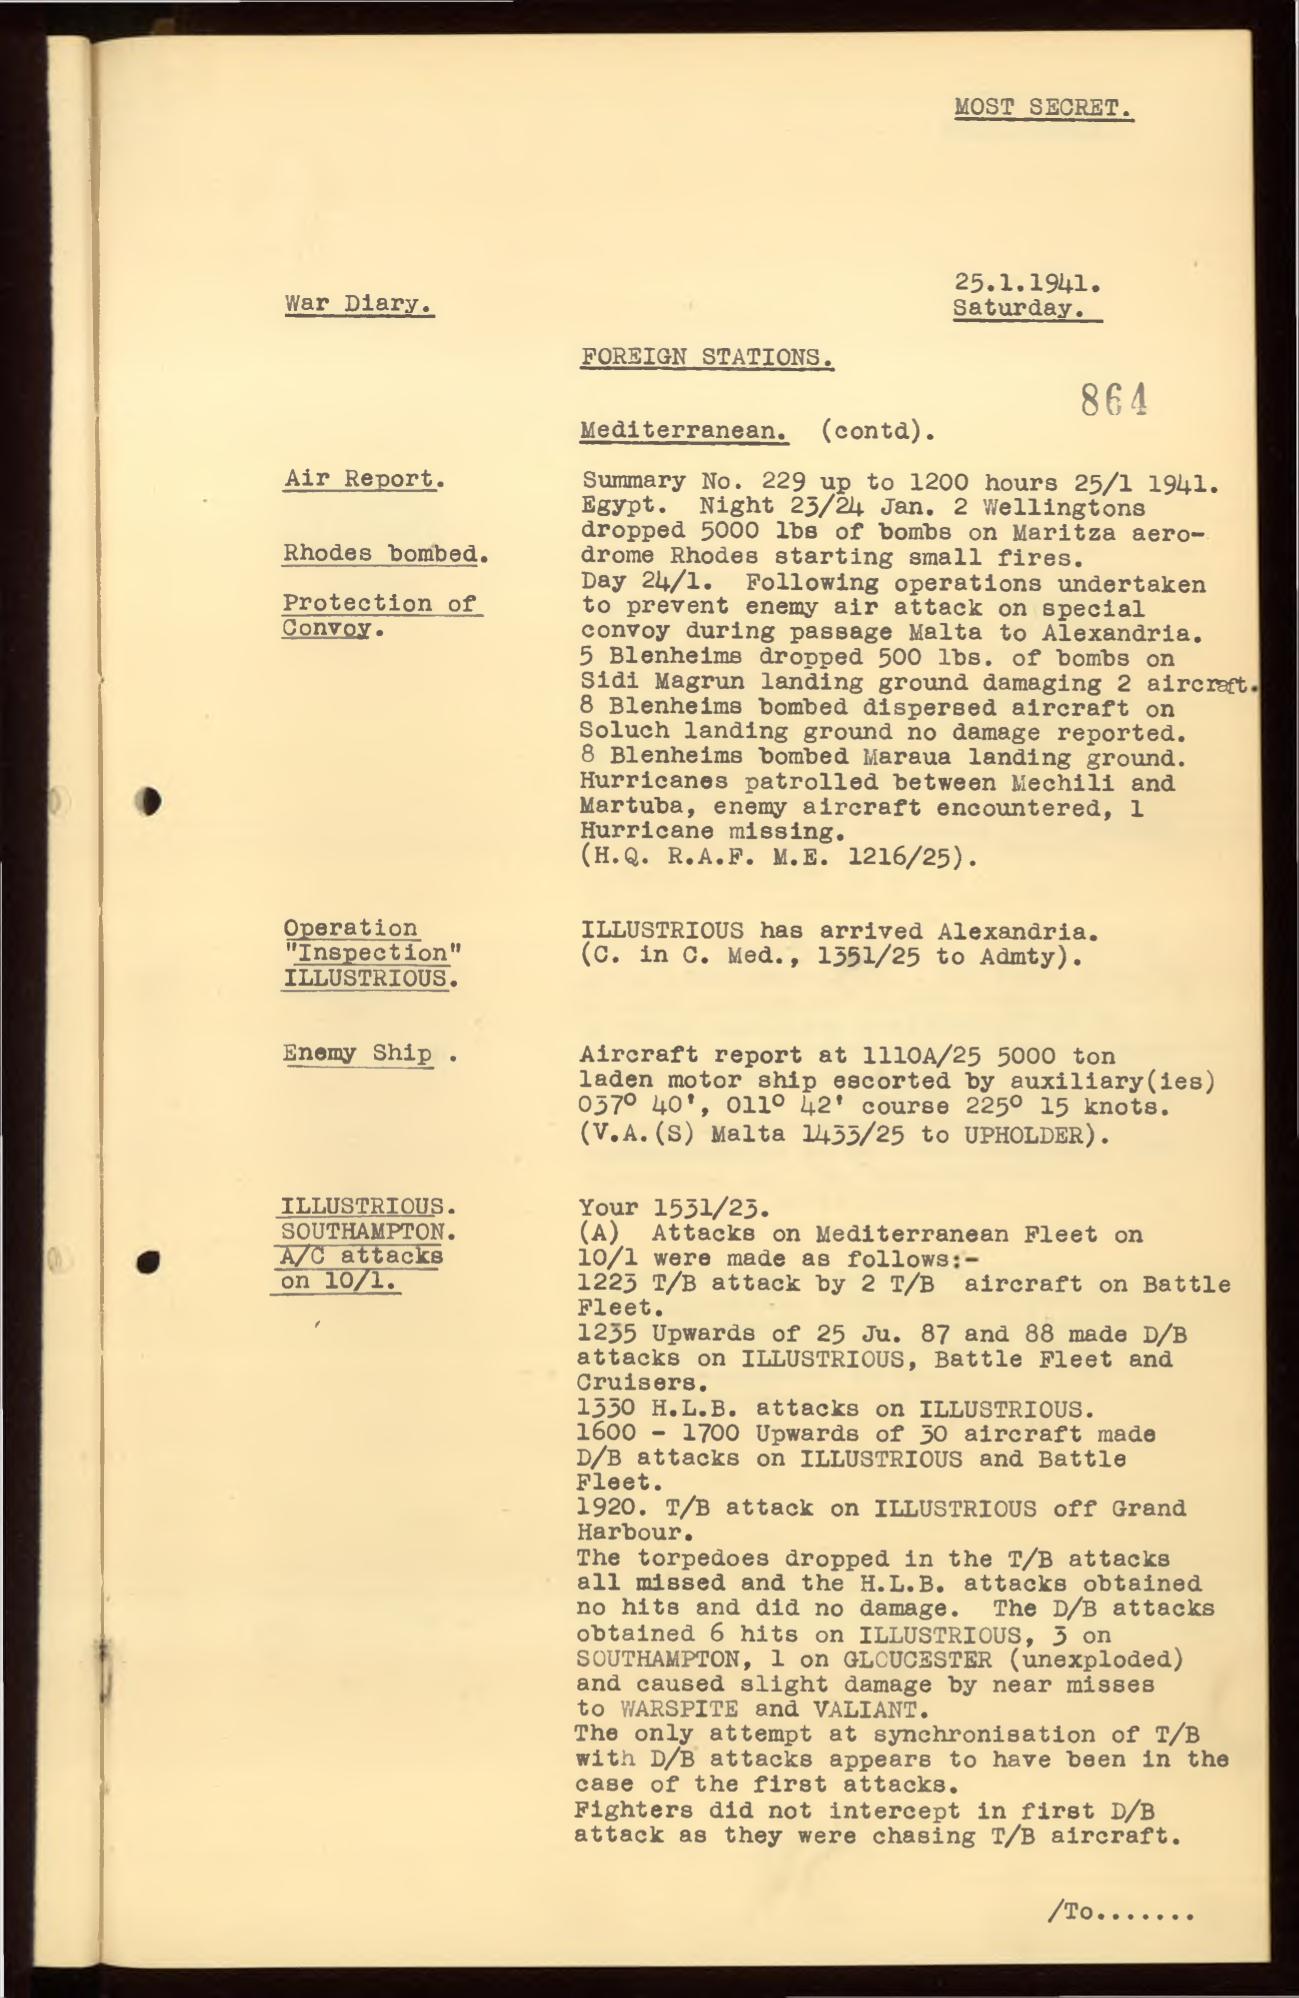 MOST SECRET.
25.1.1941.
War Diary.
Saturday.
FOREIGN STATIONS.
864
Mediterranean. (contd).
Air Report.
Summary No. 229 up to 1200 hours 25/1 1941.
Egypt. Night 23/24 Jan. 2 Wellingtons
dropped 5000 lbs of bombs on Maritza aero-
Rhodes bombed.
drome Rhodes starting small fires.
Day 24/1. Following operations undertaken
Protection of
to prevent enemy air attack on special
Convoy.
convoy during passage Malta to Alexandria.
5 Blenheims dropped 500 lbs. of bombs on
Sidi Magrun landing ground damaging 2 aircraft.
8 Blenheims bombed dispersed aircraft on
Soluch landing ground no damage reported.
8 Blenheims bombed Maraua landing ground.
Hurricanes patrolled between Mechili and
Martuba, enemy aircraft encountered, 1
Hurricane missing.
(H.Q. R.A.F. M.E. 1216/25).
Operation
"Inspection"
ILLUSTRIOUS.
ILLUSTRIOUS has arrived Alexandria.
(C. in C. Med., 1351/25 to Admty).
Enemy Ship .
Aircraft report at 1110A/25 5000 ton
laden motor ship escorted by auxiliary(ies)
037° 40', 011° 42' course 225° 15 knots.
(V.A.(S) Malta 1433/25 to UPHOLDER).
ILLUSTRIOUS.
SOUTHAMPTON.
A/C attacks
on 10/1.
Your 1531/23.
(A) Attacks on Mediterranean Fleet on
10/1 were made as follows:-
1223 T/B attack by 2 T/B aircraft on Battle
Fleet.
1235 Upwards of 25 Ju. 87 and 88 made D/B
attacks on ILLUSTRIOUS, Battle Fleet and
Cruisers.
1330 H.L.B. attacks on ILLUSTRIOUS.
1600 - 1700 Upwards of 30 aircraft made
D/B attacks on ILLUSTRIOUS and Battle
Fleet.
1920. T/B attack on ILLUSTRIOUS off Grand
Harbour.
The torpedoes dropped in the T/B attacks
all missed and the H.L.B. attacks obtained
no hits and did no damage. The D/B attacks
obtained 6 hits on ILLUSTRIOUS, 3 on
SOUTHAMPTON, 1 on GLOUCESTER (unexploded)
and caused slight damage by near misses
to WARSPITE and VALIANT.
The only attempt at synchronisation of T/B
with D/B attacks appears to have been in the
case of the first attacks.
Fighters did not intercept in first D/B
attack as they were chasing T/B aircraft.
/To.......